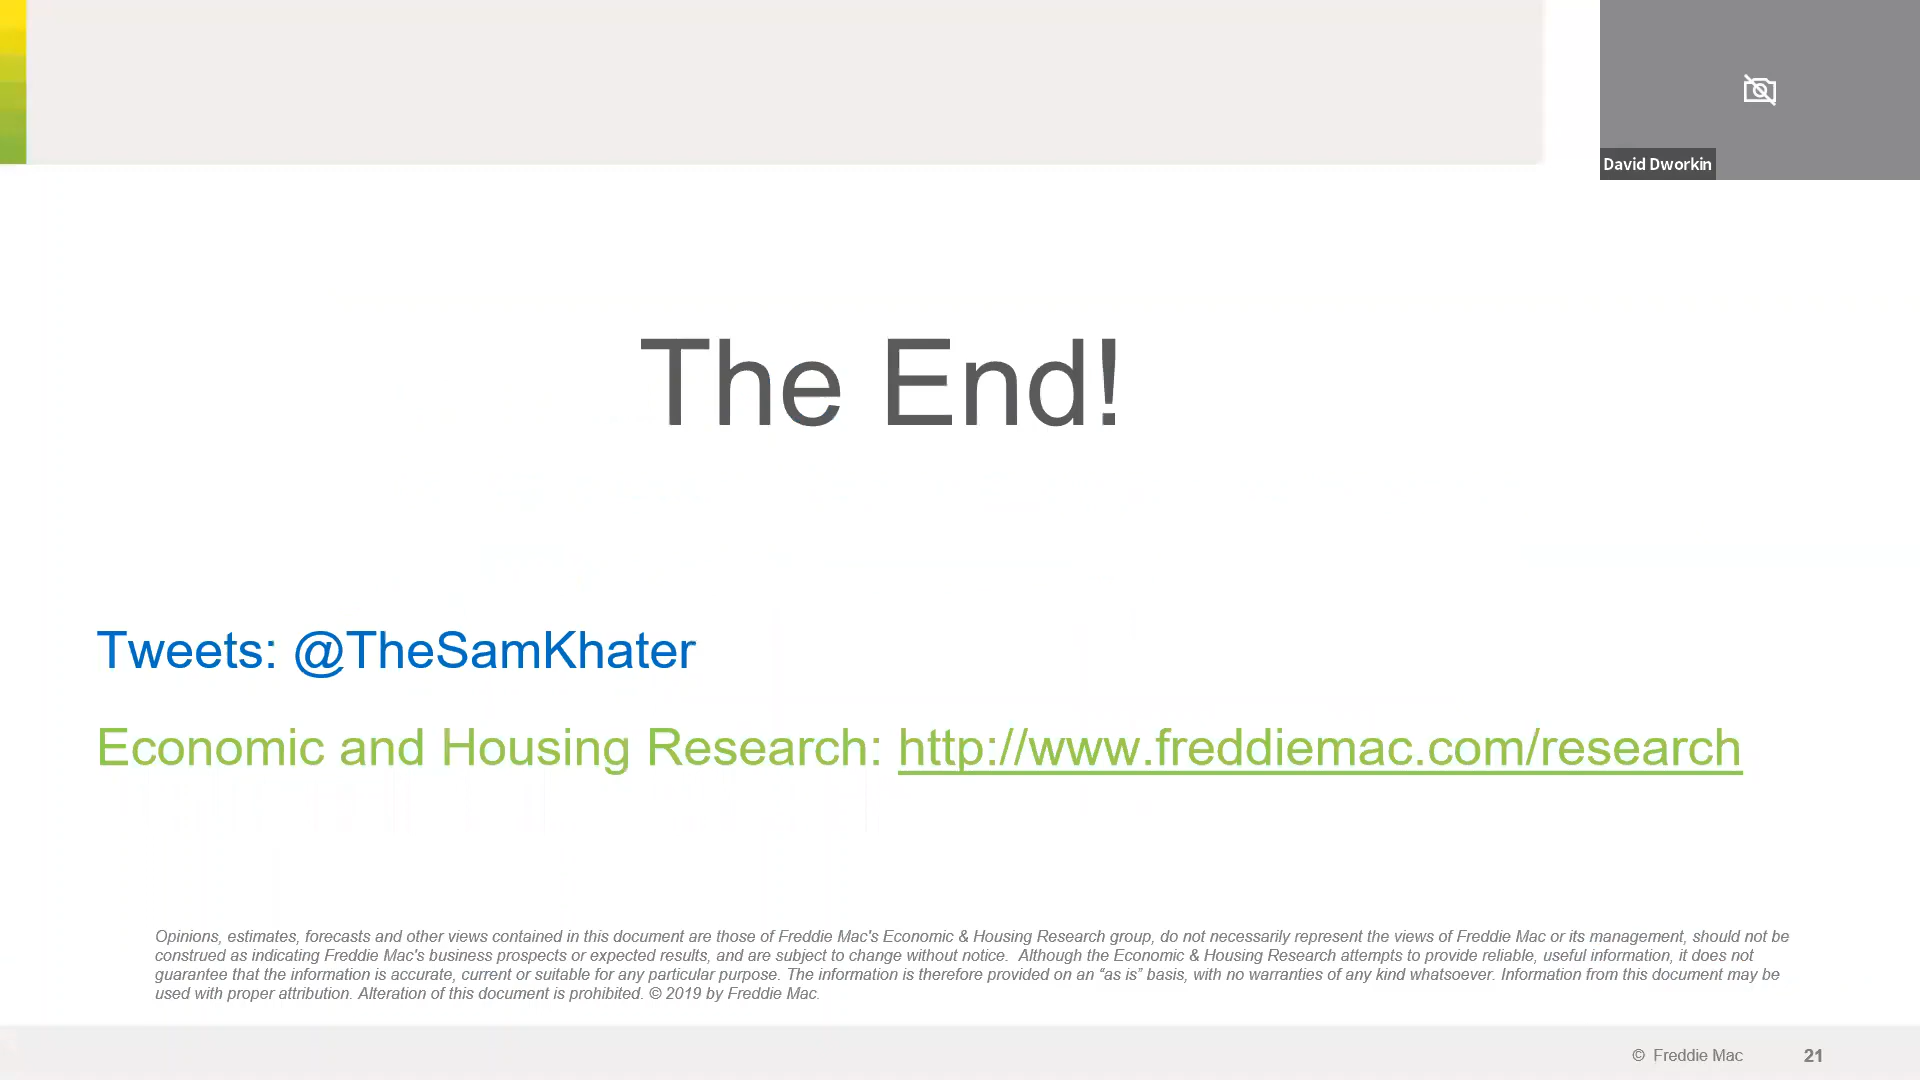 David Dworkin
The End!
Tweets: @TheSamKhater
Economic and Housing Research: http://www.freddiemac.com/research
Opinions, estimates, forecasts and other views contained in this document are those of Freddie Mac's Economic & Housing Research group, do not necessarily represent the views of Freddie Mac or its management, should not be
construed as indicating Freddie Mac's business prospects or expected results, and are subject to change without notice.  Although the Economic & Housing Research attempts to provide reliable, useful information, it does not
guarantee that the information is accurate, current or suitable for any particular purpose. The information is therefore provided on an “as is” basis, with no warranties of any kind whatsoever. Information from this document may be
used with proper attribution. Alteration of this document is prohibited. © 2019 by Freddie Mac.
© Freddie Mac 21